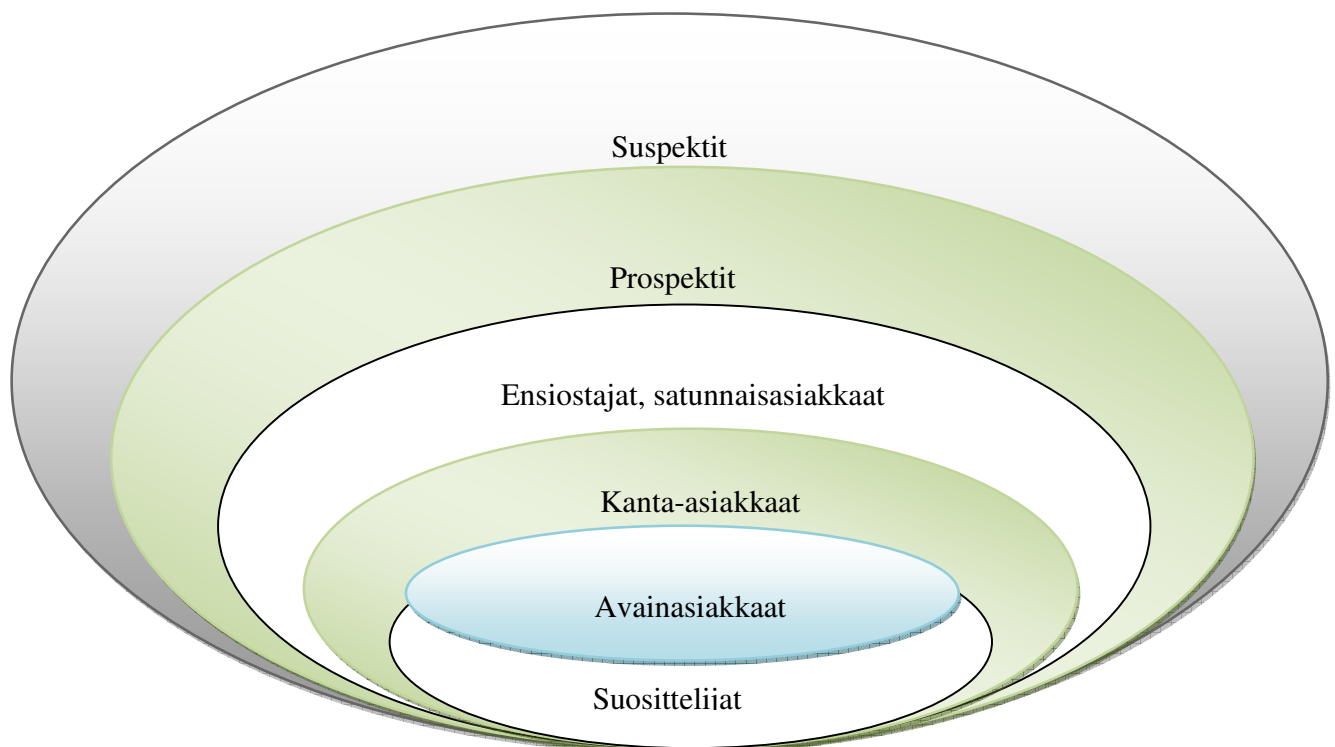 Suspektit
Prospektit
Ensiostajat, satunnaisasiakkaat
Kanta-asiakkaat
Avainasiakkaat
Suosittelijat